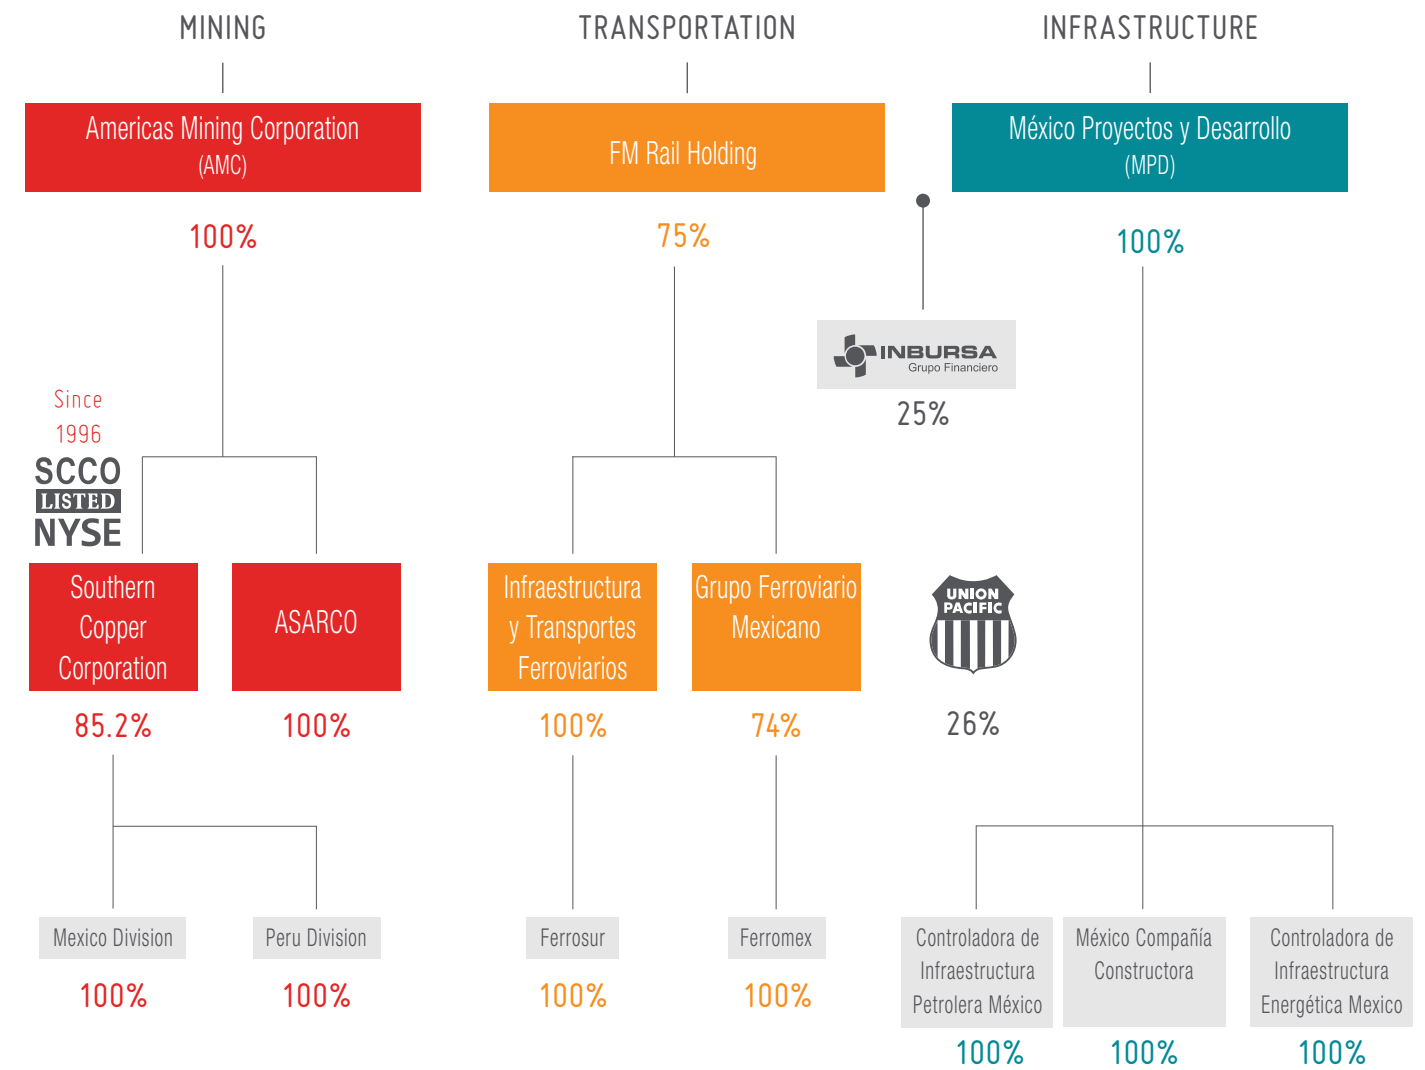 MINING
TRANSPORTATION
INFRASTRUCTURE
Americas Mining Corporation
(AMC)
FM Rail Holding
México Proyectos y Desarrollo
(MPD)
100%
75%
100%
INBURSA
Grupo Financiero
25%
Since
1996
SCCO
LISTED
NYSE
Southern
Copper
Corporation
ASARCO
Infraestructura
y Transportes
Ferroviarios
Grupo Ferroviario
Mexicano
UNION
PACIFIC
85.2%
100%
100%
74%
26%
Mexico Division
Peru Division
Ferrosur
Ferromex
Controladora de
Infraestructura
Petrolera México
México Compañía
Constructora
Controladora de
Infraestructura
Energética Mexico
100%
100%
100%
100%
100%
100%
100%